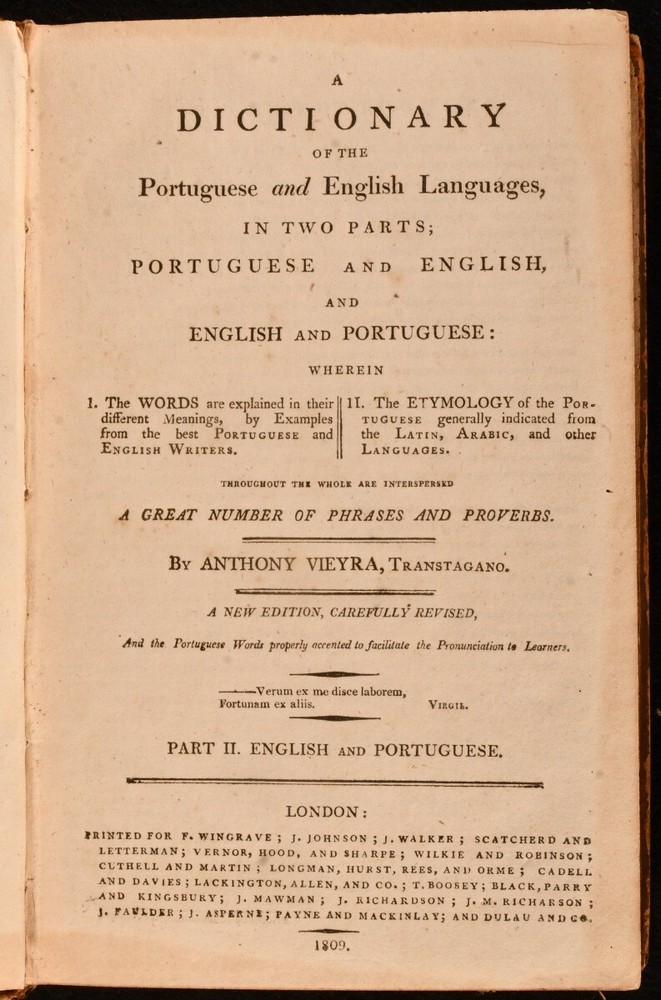 A
DICTIONARY
OF THE
Portuguese and English Languages,
IN TWO PARTS;
PORTUGUESE AND ENGLISH,
AND
ENGLISH AND PORTUGUESE:
WHEREIN
I. The WORDS are explained in their
different Meanings, by Examples
from the best PORTUGUESE and
ENGLISH WRITERS.
II. The ETYMOLOGY of the POR-
TUGUESE generally indicated from
the LATIN, ARABIC, and other
LANGUAGES.
THROUGHOUT THE WHOLE ARE INTERSPERSED
A GREAT NUMBER OF PHRASES AND PROVERBS.
BY ANTHONY VIEYRA, TRANSTAGANO.
A NEW EDITION, CAREFULLY REVISED,
And the Portuguese Words properly accented to facilitate the Pronunciation to Learners.
——Verum ex me disce laborem,
Fortunam ex aliis. VIRGIL.
PART II. ENGLISH AND PORTUGUESE.
LONDON:
PRINTED FOR F. WINGRAVE; J. JOHNSON; J. WALKER; SCATCHERD AND
LETTERMAN; VERNOR, HOOD, AND SHARPE; WILKIE AND ROBINSON;
CUTHELL AND MARTIN; LONGMAN, HURST, REES, AND ORME; CADELL
AND DAVIES; LACKINGTON, ALLEN, AND CO.; T. BOOSEY; BLACK, PARRY
AND KINGSBURY; J. MAWMAN; J. RICHARDSON; J. M. RICHARSON;
J. FAULDER; J. ASPERNE; PAYNE AND MACKINLAY; AND DULAU AND CO.
1809.